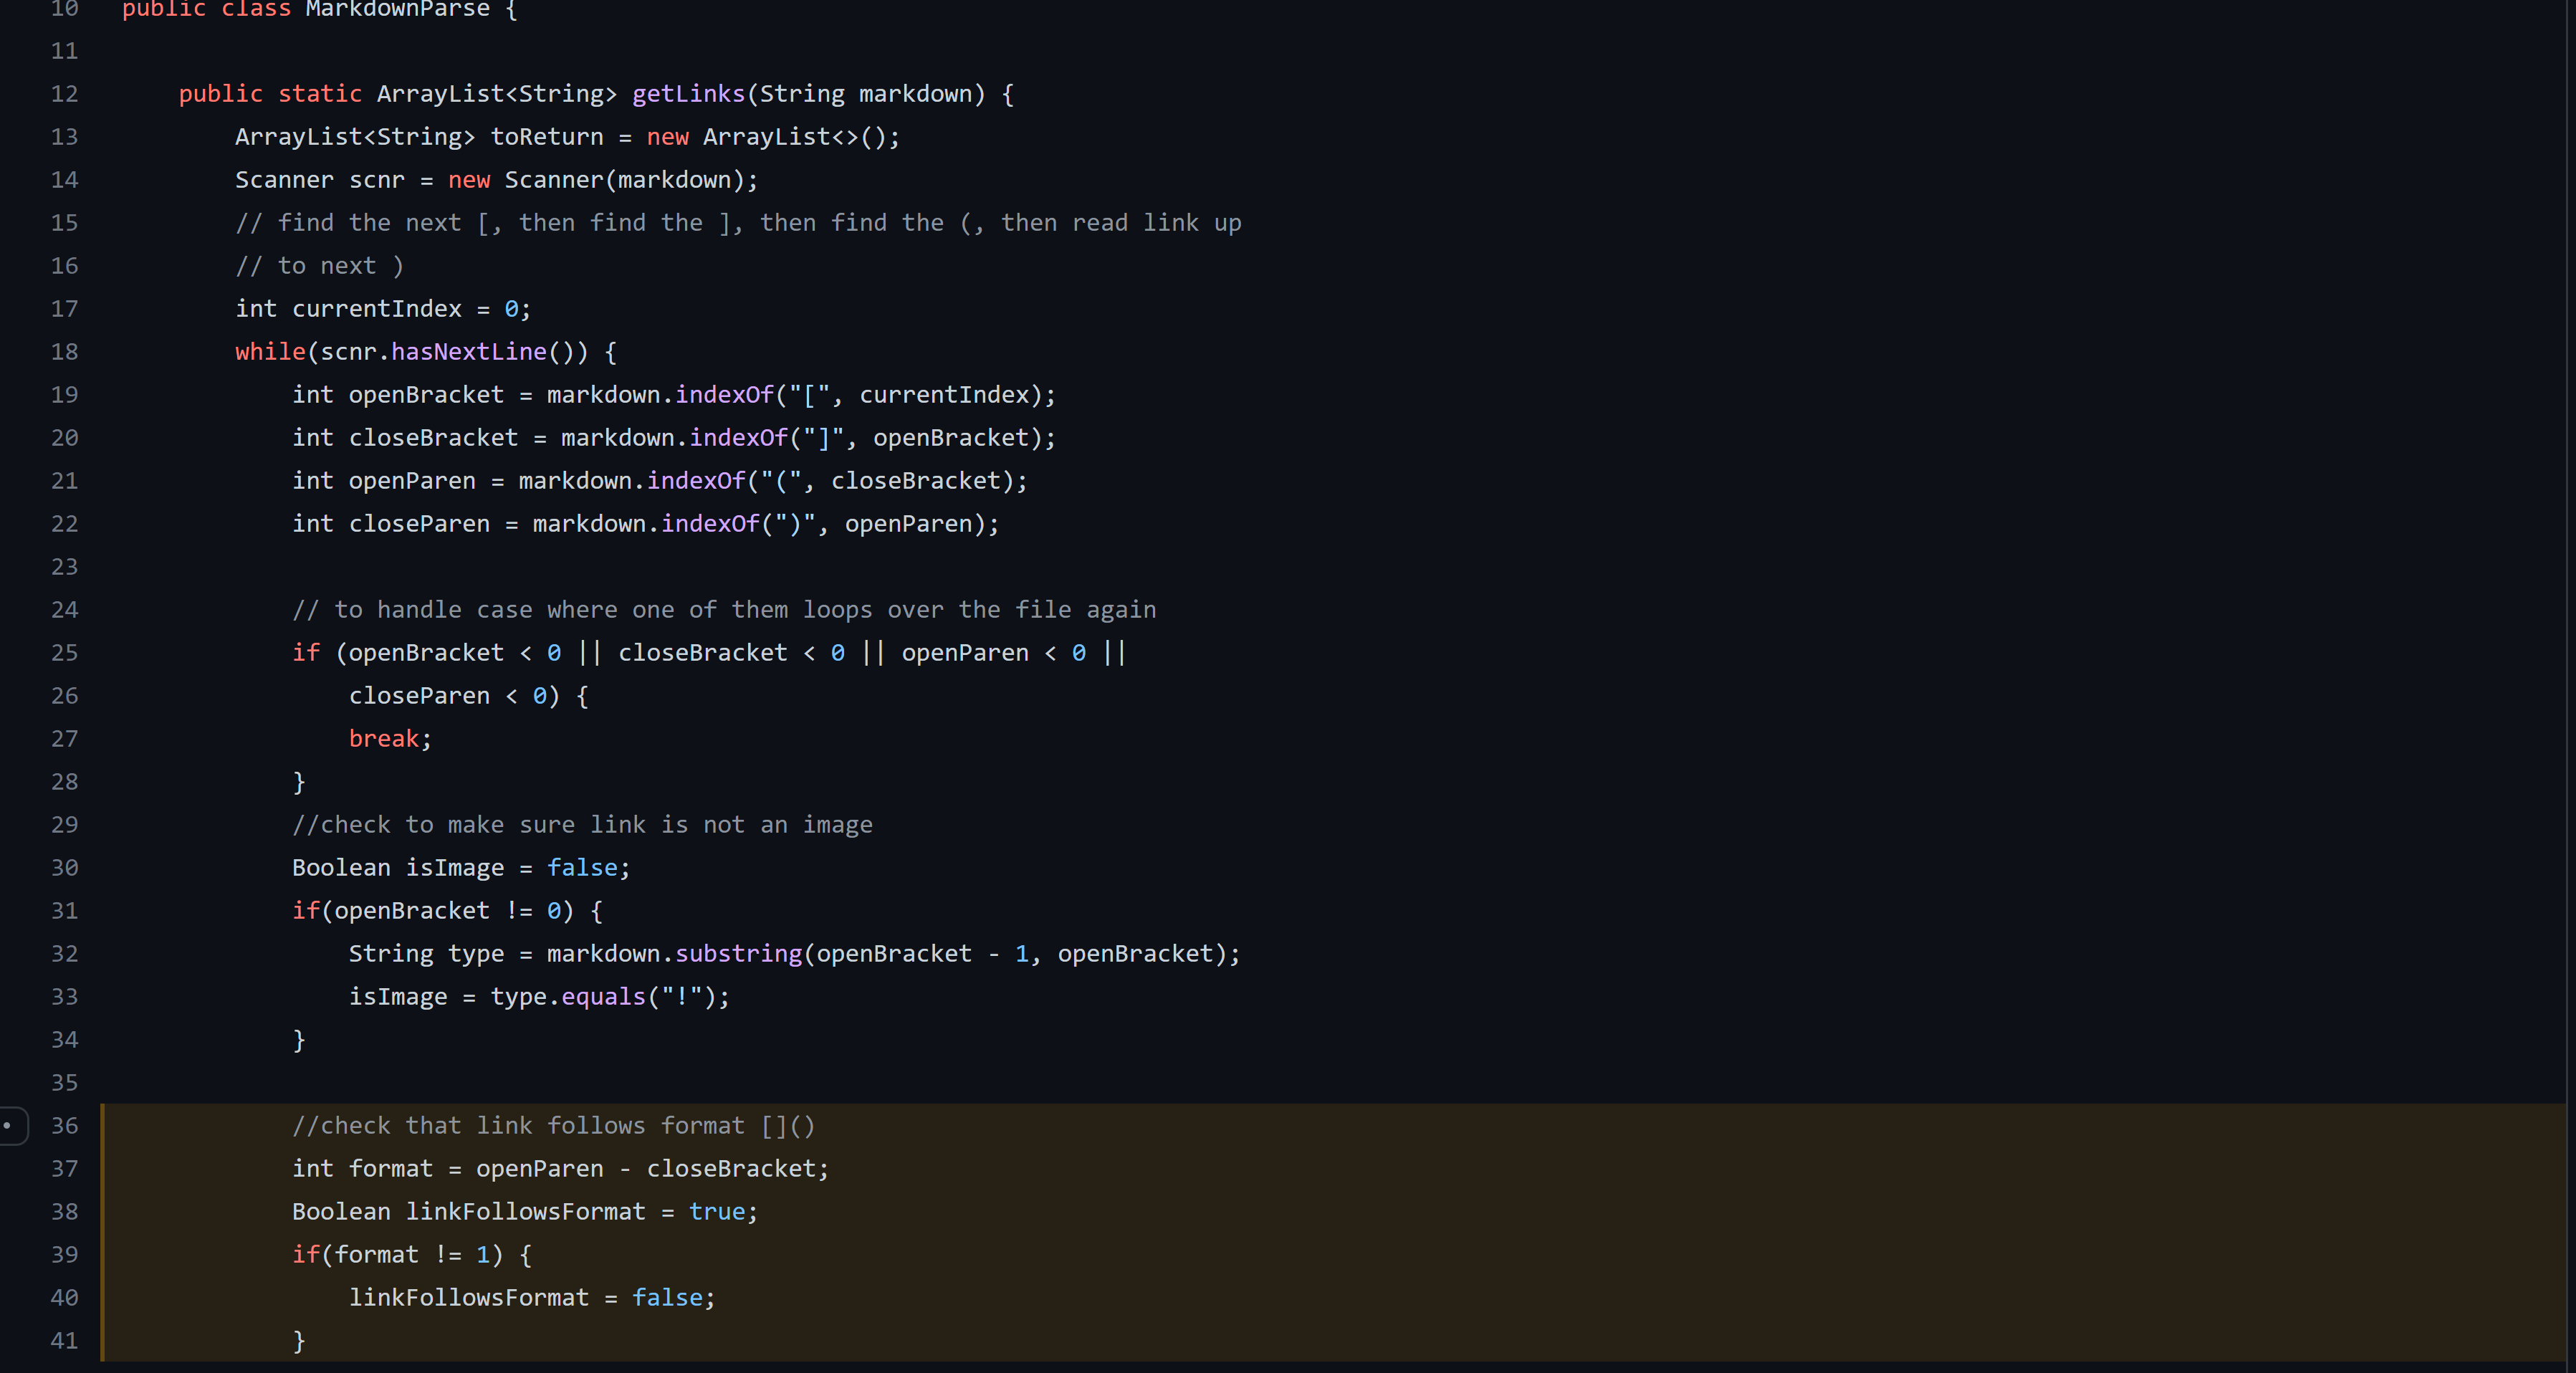 10 public class MarkdownParse {
11
12 public static ArrayList<String> getLinks(String markdown) {
13 ArrayList<String> toReturn = new ArrayList<>();
14 Scanner scnr = new Scanner(markdown);
15 // find the next [, then find the ], then find the (, then read link up
16 // to next )
17 int currentIndex = 0;
18 while(scnr.hasNextLine()) {
19 int openBracket = markdown.indexOf("[", currentIndex);
20 int closeBracket = markdown.indexOf("]", openBracket);
21 int openParen = markdown.indexOf("(", closeBracket);
22 int closeParen = markdown.indexOf(")", openParen);
23
24 // to handle case where one of them loops over the file again
25 if (openBracket < 0 || closeBracket < 0 || openParen < 0 ||
26 closeParen < 0) {
27 break;
28 }
29 //check to make sure link is not an image
30 Boolean isImage = false;
31 if(openBracket != 0) {
32 String type = markdown.substring(openBracket - 1, openBracket);
33 isImage = type.equals("!");
34 }
35
36 //check that link follows format []()
37 int format = openParen - closeBracket;
38 Boolean linkFollowsFormat = true;
39 if(format != 1) {
40 linkFollowsFormat = false;
41 }